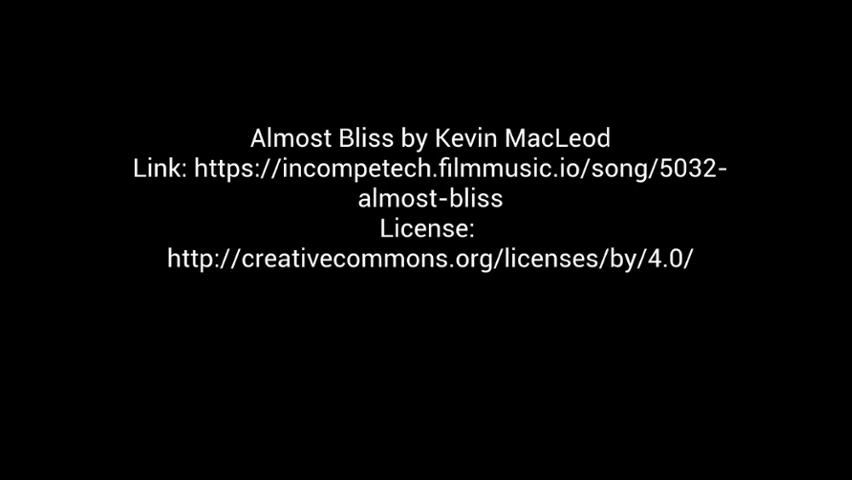 Almost Bliss by Kevin MacLeod
Link: https://incompetech.filmmusic.io/song/5032-
almost-bliss
License:
http://creativecommons.org/licenses/by/4.0/